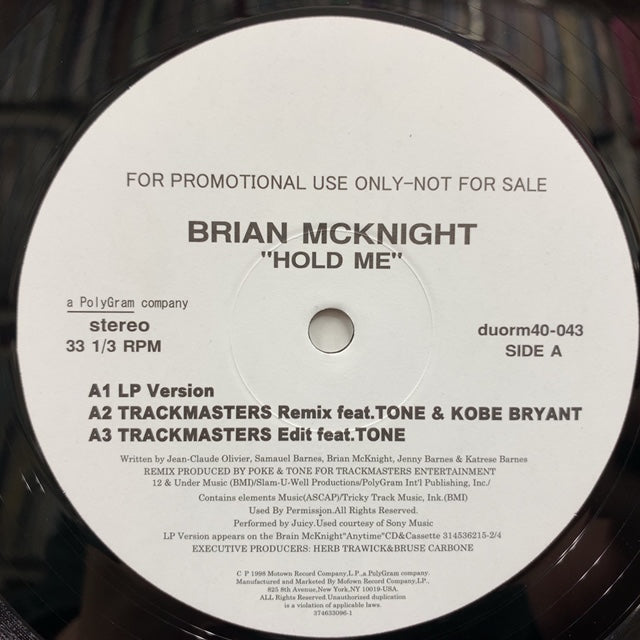 FOR PROMOTIONAL USE ONLY-NOT FOR SALE
BRIAN MCKNIGHT
"HOLD ME"
a PolyGram company
stereo
33 1/3 RPM
duorm40-043
SIDE A
A1 LP Version
A2 TRACKMASTERS Remix feat.TONE & KOBE BRYANT
A3 TRACKMASTERS Edit feat.TONE
Written by Jean-Claude Olivier, Samauel Barnes, Brian McKnight, Jenny Barnes & Katrese Barnes
REMIX PRODUCED BY POKE & TONE FOR TRACKMASTERS ENTERTAINMENT
12 & Under Music (BMI)/Slam-U-Well Productions/PolyGram Int'l Publishing, Inc./
Contains elements Music(ASCAP)/Tricky Track Music, Ink.(BMI)
Used By Permission.All Rights Reserved.
Performed by Juicy.Used courtesy of Sony Music
LP Version appears on the Brain McKnight"Anytime"CD&Cassette 314536215-2/4
EXECUTIVE PRODUCERS: HERB TRAWICK&BRUSE CARBONE
C P 1998 Motown Record Company,L.P.,a PolyGram company.
Manufactured and Marketed By Motown Record Company,LP.,
825 8th Avenue,New York,NY 10019-USA.
ALL Rights Reserved.Unauthorized duplication
is a violation of applicable laws.
374633096-1